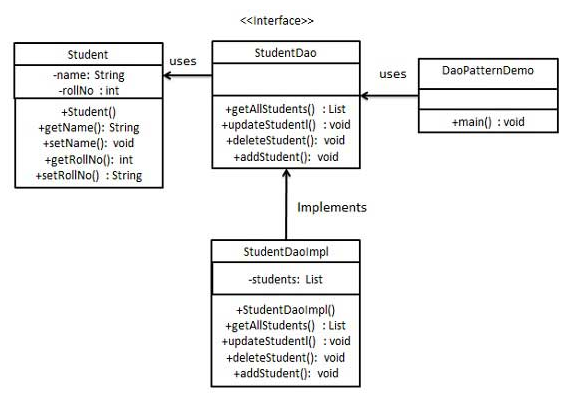 <<Interface>>
Student
-name: String
-rollNo : int
+Student()
+getName(): String
+setName(): void
+getRollNo(): int
+setRollNo() : String
uses
StudentDao
+getAllStudents() : List
+updateStudentl() : void
+deleteStudent(): void
+addStudent(): void
uses
DaoPatternDemo
+main() : void
Implements
StudentDaoImpl
-students: List
+StudentDaoImpl()
+getAllStudents() : List
+updateStudentl() : void
+deleteStudent(): void
+addStudent(): void